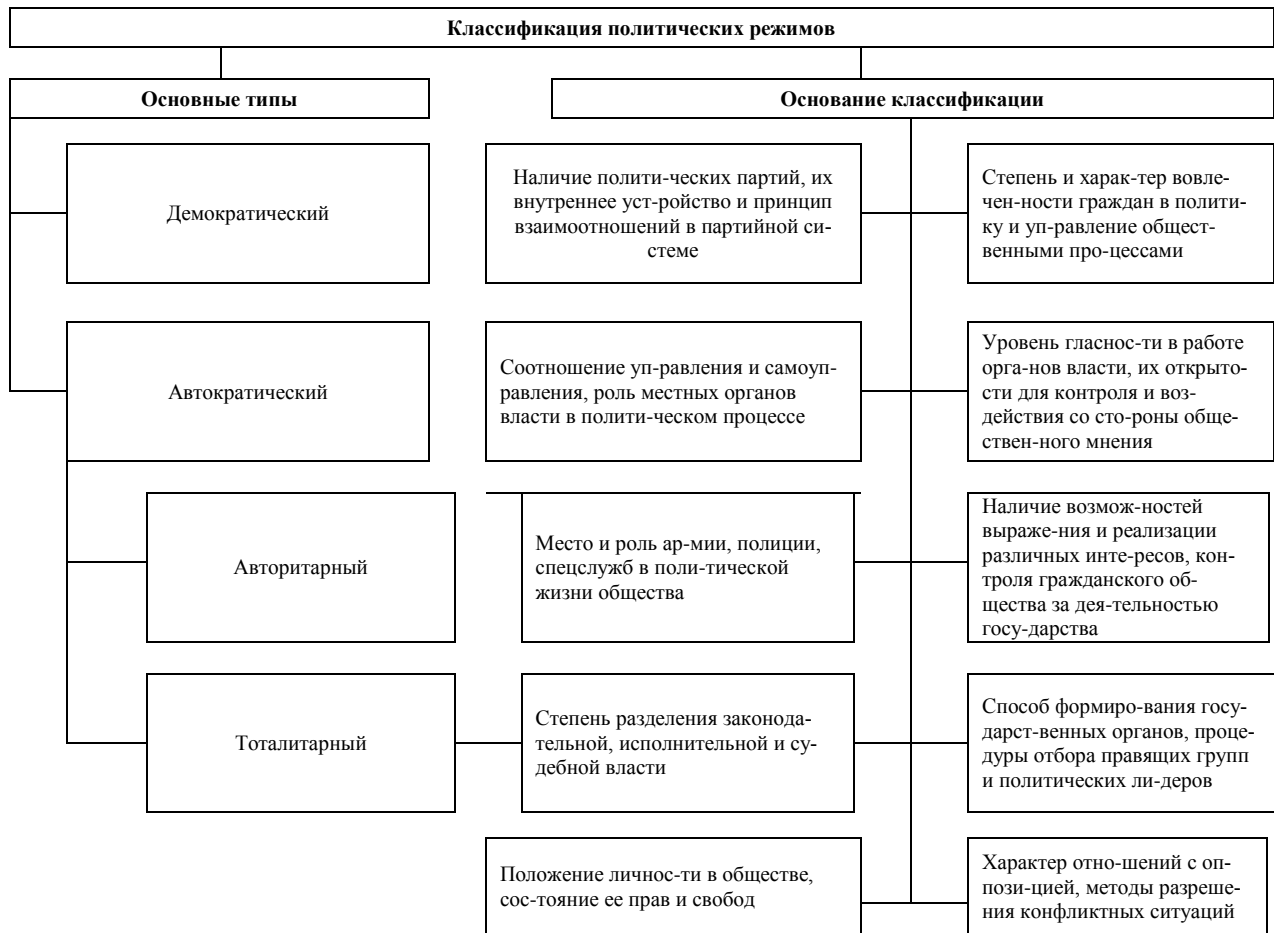 Классификация политических режимов
Основные типы
Основание классификации
Демократический
Наличие полити-ческих партий, их
внутреннее уст-ройство и принцип
взаимоотношений в партийной си-
стеме
Степень и харак-тер вовле-
чен-ности граждан в полити-
ку и уп-равление общест-
венными про-цессами
Автократический
Соотношение уп-равления и самоуп-
равления, роль местных органов
власти в полити-ческом процессе
Уровень гласнос-ти в работе
орга-нов власти, их открыто-
сти для контроля и воз-
действия со сто-роны обще-
ствен-ного мнения
Авторитарный
Место и роль ар-мии, полиции,
спецслужб в поли-тической
жизни общества
Наличие возмож-ностей
выраже-ния и реализации
различных инте-ресов, кон-
троля гражданского об-
щества за дея-тельностью
госу-дарства
Тоталитарный
Степень разделения законода-
тельной, исполнительной и су-
дебной власти
Способ формиро-вания госу-
дарст-венных органов, проце-
дуры отбора правящих групп
и политических ли-деров
Положение личнос-ти в обществе,
сос-тояние ее прав и свобод
Характер отно-шений с оп-
пози-цией, методы разреше-
ния конфликтных ситуаций